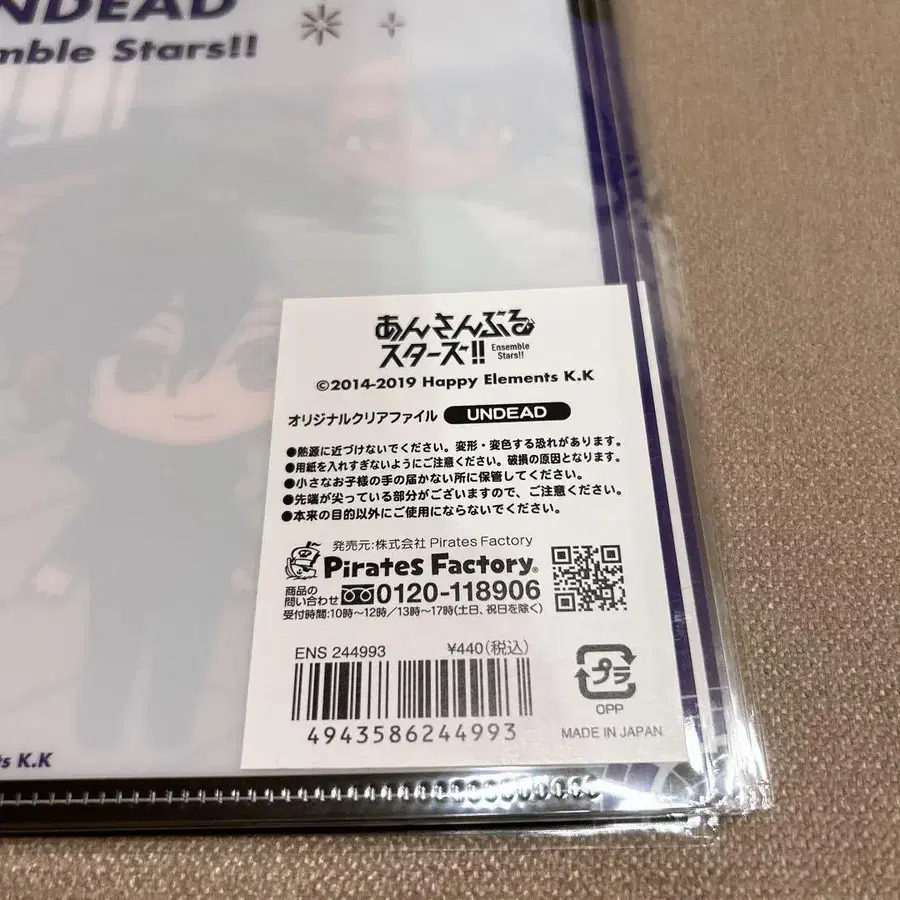 NDEAD
mble Stars!!
あんさんぶる
スターズ!!
Ensemble
Stars!!
©2014-2019 Happy Elements K.K
オリジナルクリアファイル UNDEAD
●熱源に近づけないでください。変形・変色する恐れがあります。
●用紙を入れすぎないようにご注意ください。破損の原因となります。
●小さなお子様の手の届かない所に保管してください。
●先端が尖っている部分がございますので、ご注意ください。
●本来の目的以外にご使用にならないでください。
発売元:株式会社 Pirates Factory
Pirates Factory®
商品の
問い合わせ 0120-118906
受付時間:10時〜12時/13時〜17時(土日、祝日を除く)
ENS 244993 ¥440(税込)
4943586244993
プラ
OPP
MADE IN JAPAN
ts K.K